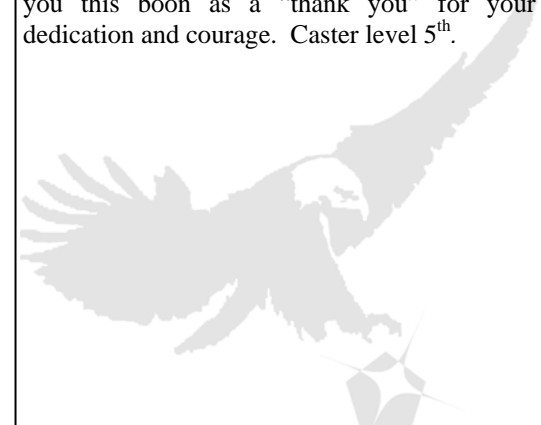 you this boon as a "thank you" for your
dedication and courage. Caster level 5th.